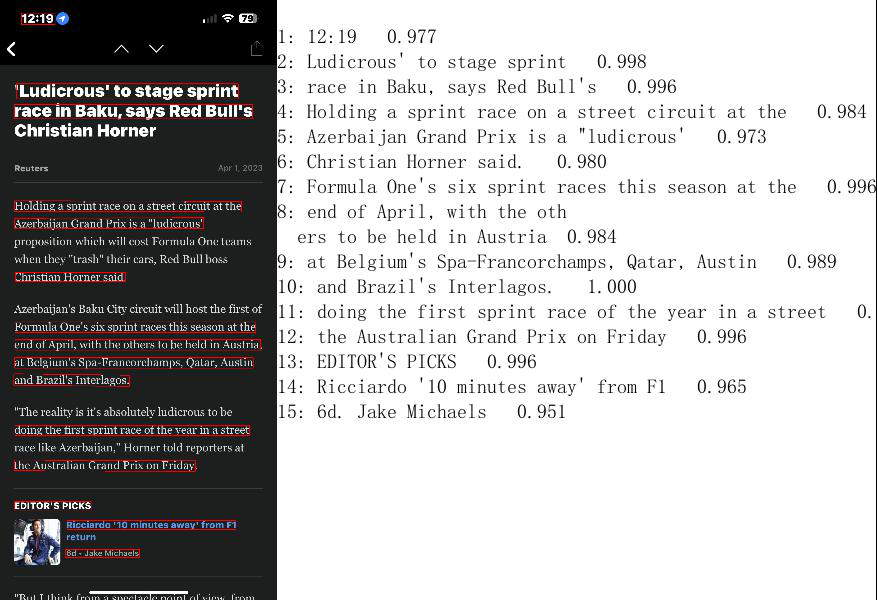 12:19
79
'Ludicrous' to stage sprint
race in Baku, says Red Bull's
Christian Horner
Reuters
Apr 1, 2023
Holding a sprint race on a street circuit at the
Azerbaijan Grand Prix is a "ludicrous'
proposition which will cost Formula One teams
when they "trash" their cars, Red Bull boss
Christian Horner said.
Azerbaijan's Baku City circuit will host the first of
Formula One's six sprint races this season at the
end of April, with the others to be held in Austria,
at Belgium's Spa-Francorchamps, Qatar, Austin
and Brazil's Interlagos.
"The reality is it's absolutely ludicrous to be
doing the first sprint race of the year in a street
race like Azerbaijan," Horner told reporters at
the Australian Grand Prix on Friday.
EDITOR'S PICKS
Ricciardo '10 minutes away' from F1
return
6d • Jake Michaels
"But I think from a spectacle point of view, from
1: 12:19 0.977
2: Ludicrous' to stage sprint 0.998
3: race in Baku, says Red Bull's 0.996
4: Holding a sprint race on a street circuit at the 0.984
5: Azerbaijan Grand Prix is a "ludicrous' 0.973
6: Christian Horner said. 0.980
7: Formula One's six sprint races this season at the 0.996
8: end of April, with the oth
ers to be held in Austria 0.984
9: at Belgium's Spa-Francorchamps, Qatar, Austin 0.989
10: and Brazil's Interlagos. 1.000
11: doing the first sprint race of the year in a street 0.
12: the Australian Grand Prix on Friday 0.996
13: EDITOR'S PICKS 0.996
14: Ricciardo '10 minutes away' from F1 0.965
15: 6d. Jake Michaels 0.951